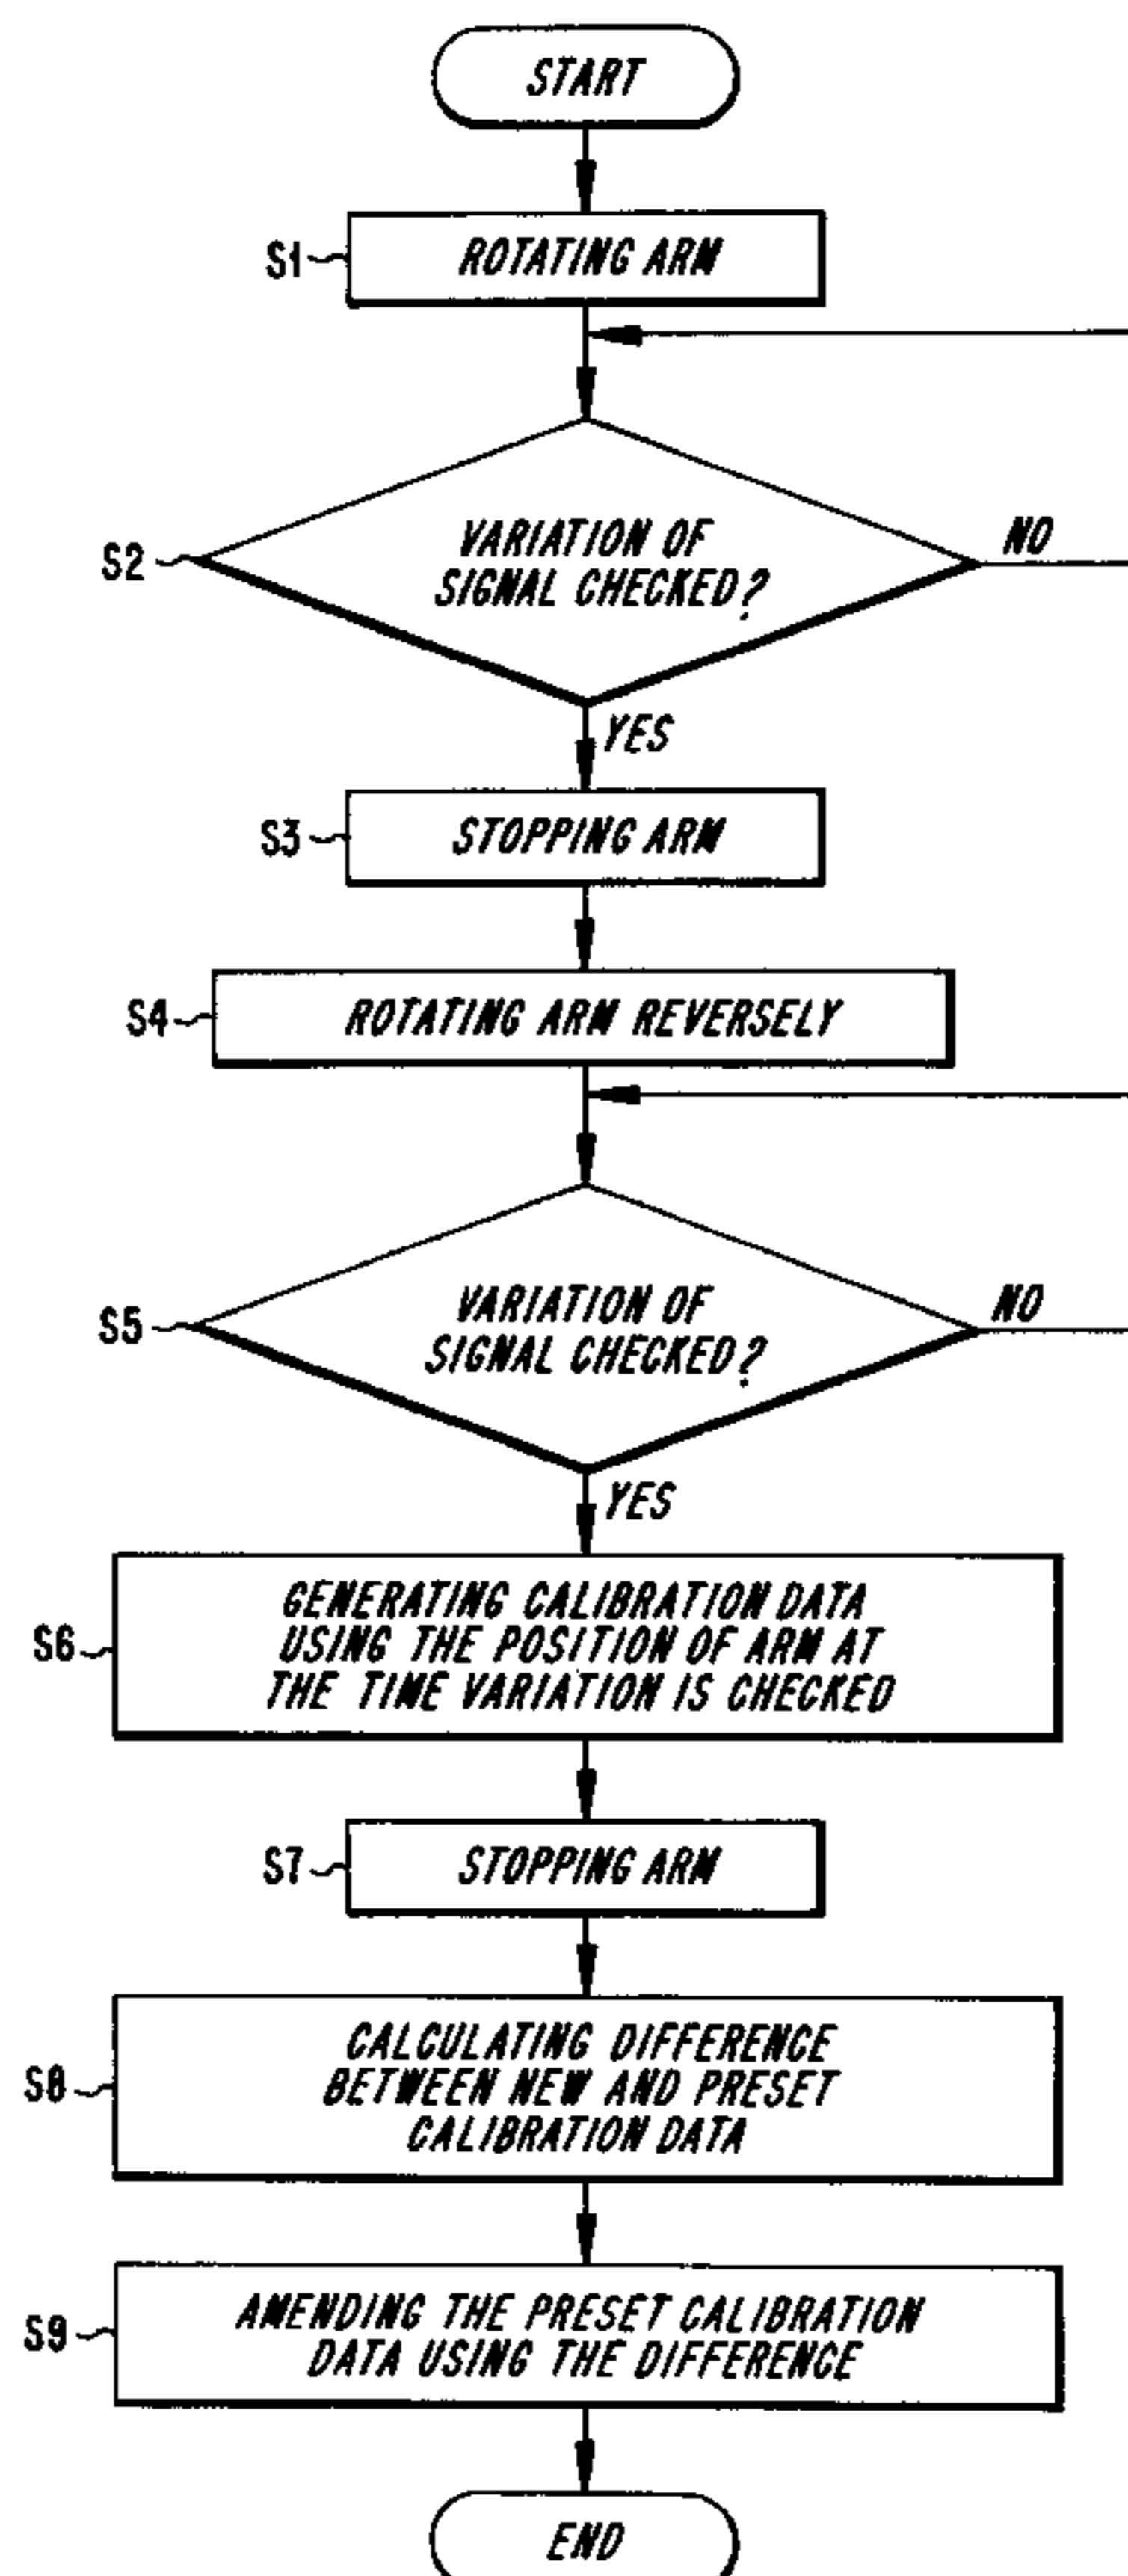 START
S1
ROTATING ARM
S2
VARIATION OF
SIGNAL CHECKED?
NO
YES
S3
STOPPING ARM
S4
ROTATING ARM REVERSELY
S5
VARIATION OF
SIGNAL CHECKED?
NO
YES
S6
GENERATING CALIBRATION DATA
USING THE POSITION OF ARM AT
THE TIME VARIATION IS CHECKED
S7
STOPPING ARM
S8
CALCULATING DIFFERENCE
BETWEEN NEW AND PRESET
CALIBRATION DATA
S9
AMENDING THE PRESET CALIBRATION
DATA USING THE DIFFERENCE
END